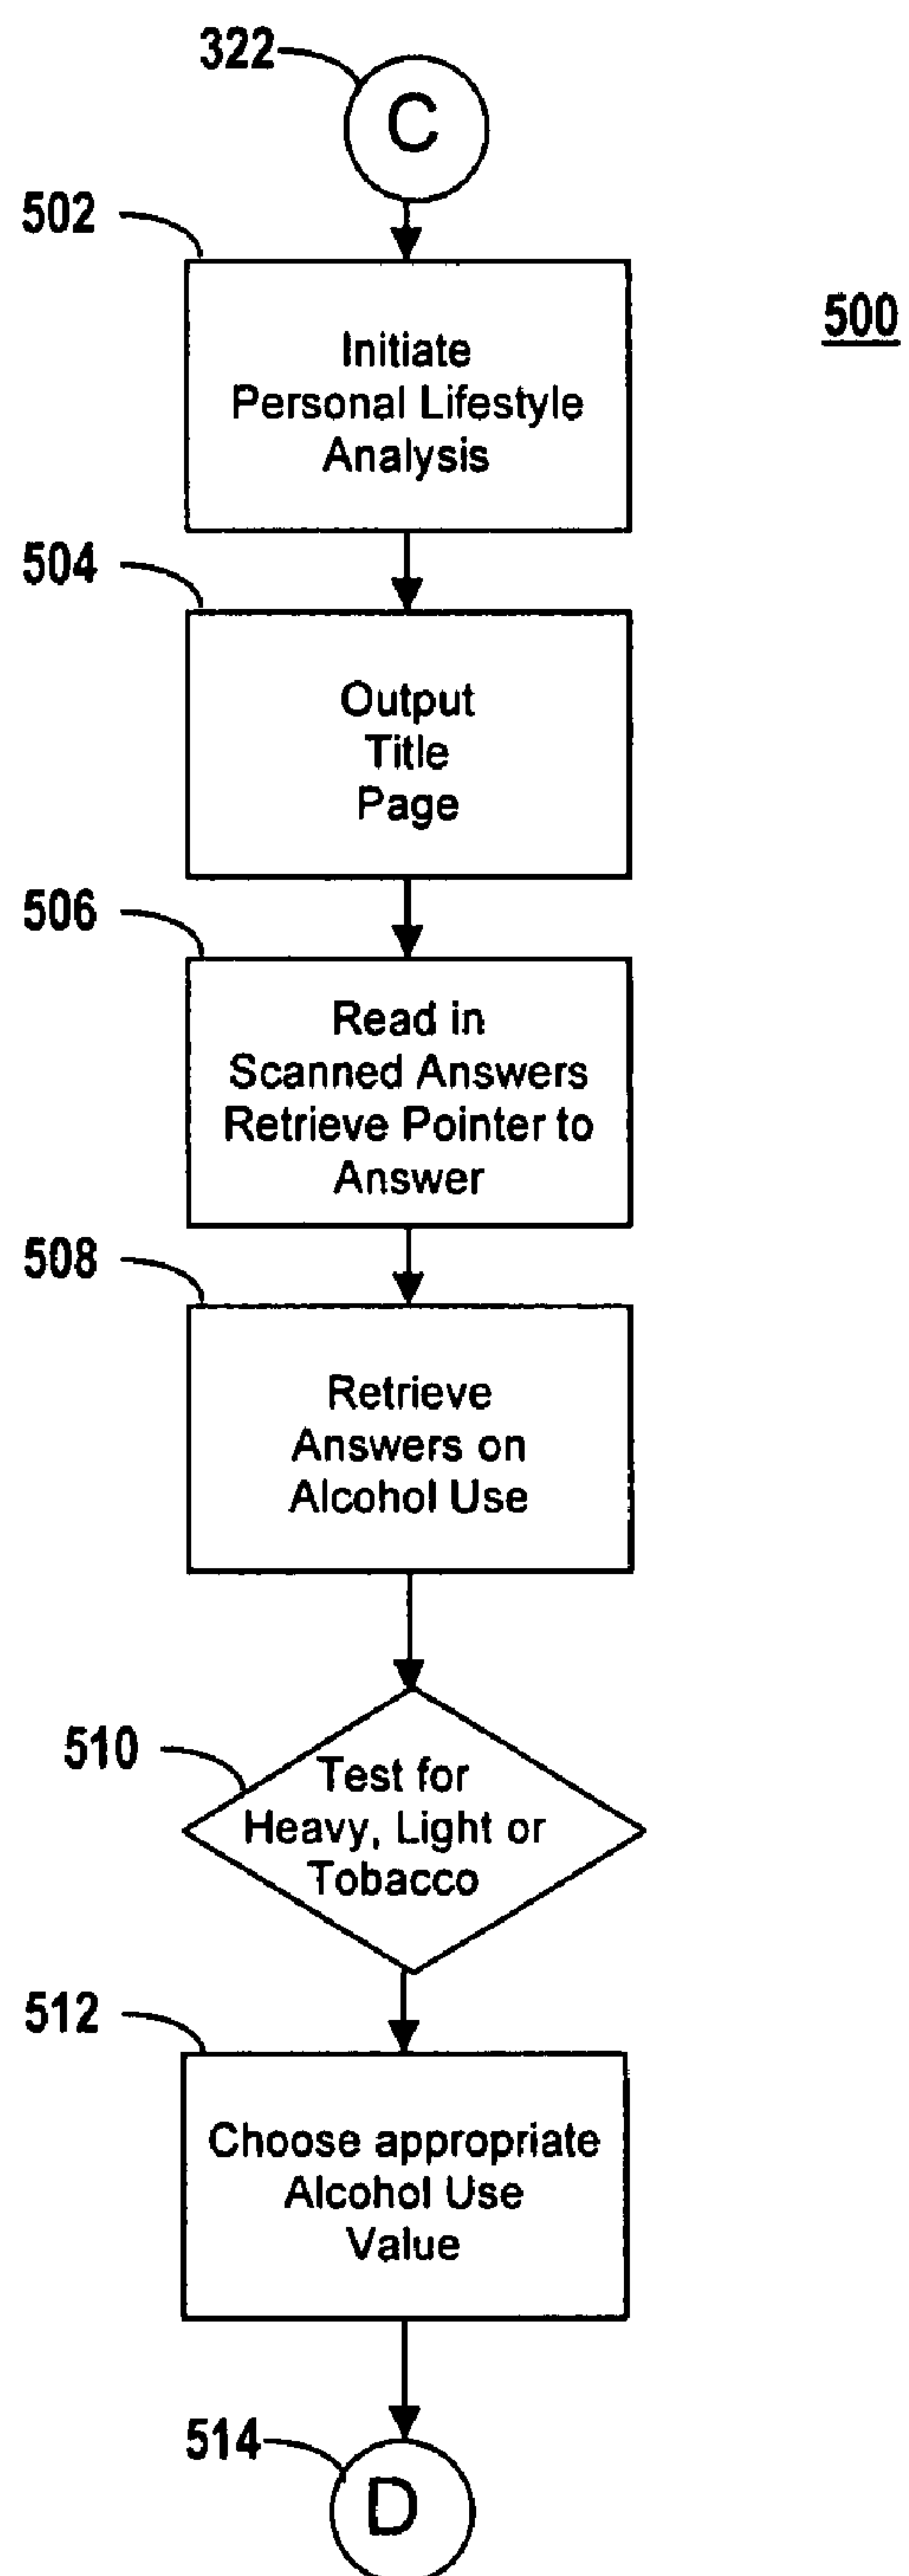 322
C
502
500
Initiate
Personal Lifestyle
Analysis
504
Output
Title
Page
506
Read in
Scanned Answers
Retrieve Pointer to
Answer
508
Retrieve
Answers on
Alcohol Use
510
Test for
Heavy, Light or
Tobacco
512
Choose appropriate
Alcohol Use
Value
514
D